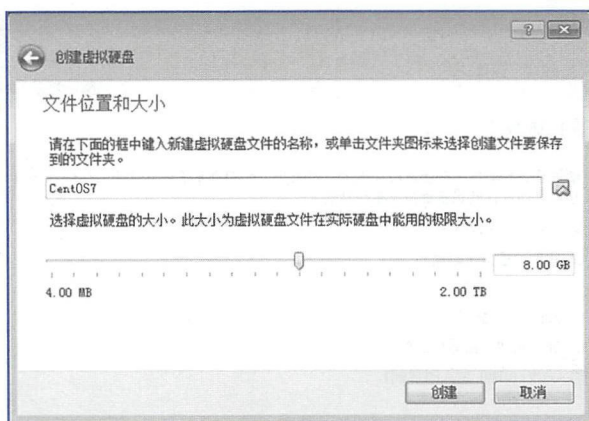 创建虚拟硬盘
文件位置和大小
请在下面的框中键入新建虚拟硬盘文件的名称，或单击文件夹图标来选择创建文件要保存
到的文件夹。
CentOS7
选择虚拟硬盘的大小。此大小为虚拟硬盘文件在实际硬盘中能用的极限大小。
8.00 GB
4.00 MB
2.00 TB
创建
取消